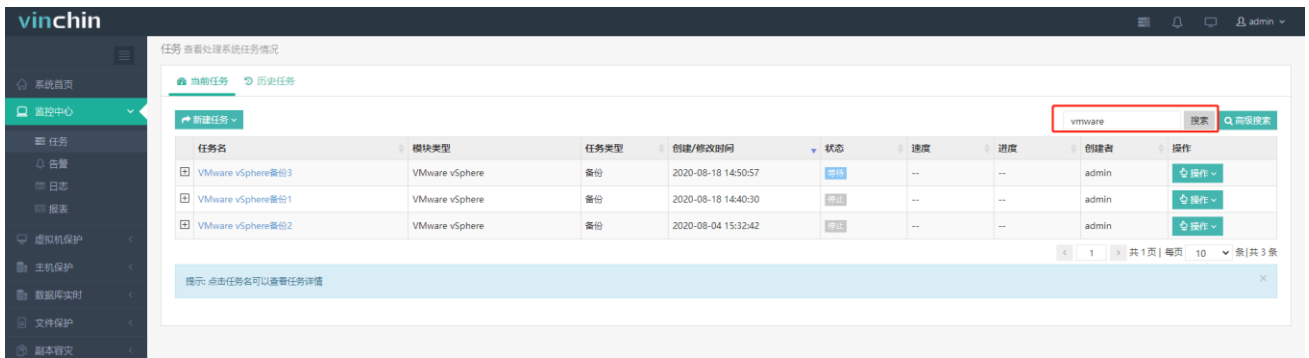 vinchin
admin
任务 查看处理系统任务情况
系统首页
当前任务 历史任务
监控中心
新建任务
vmware 搜索 高级搜索
任务
任务名 模块类型 任务类型 创建/修改时间 状态 速度 进度 创建者 操作
告警
VMware vSphere备份3 VMware vSphere 备份 2020-08-18 14:50:57 等待 -- -- admin 操作
日志
VMware vSphere备份1 VMware vSphere 备份 2020-08-18 14:40:30 停止 -- -- admin 操作
报表
VMware vSphere备份2 VMware vSphere 备份 2020-08-04 15:32:42 停止 -- -- admin 操作
虚拟机保护
< 1 > 共1页| 每页 10 条|共3条
主机保护
提示: 点击任务名可以查看任务详情 ×
数据库实时
文件保护
副本容灾